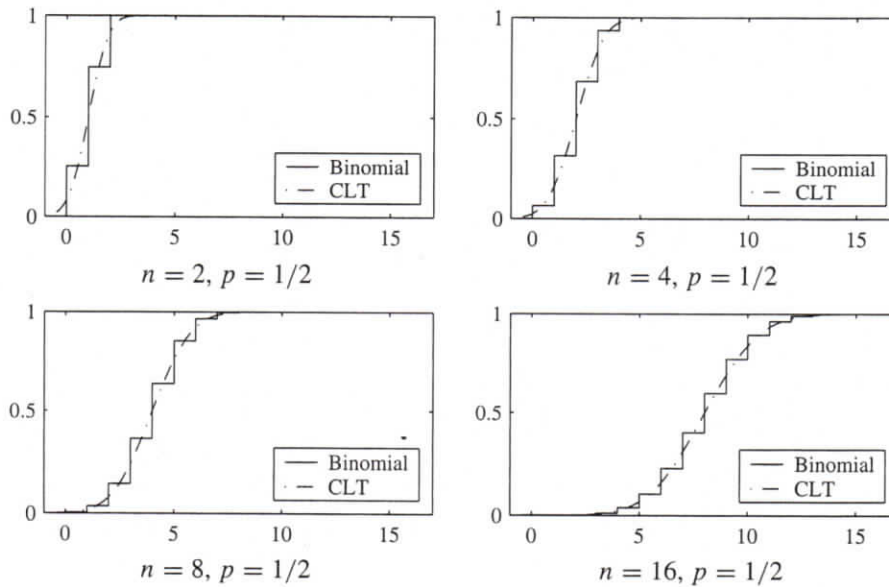 1
0.5
0
Binomial
CLT
0 5 10 15
n = 2, p = 1/2
1
0.5
0
Binomial
CLT
0 5 10 15
n = 4, p = 1/2
1
0.5
0
Binomial
CLT
0 5 10 15
n = 8, p = 1/2
1
0.5
0
Binomial
CLT
0 5 10 15
n = 16, p = 1/2